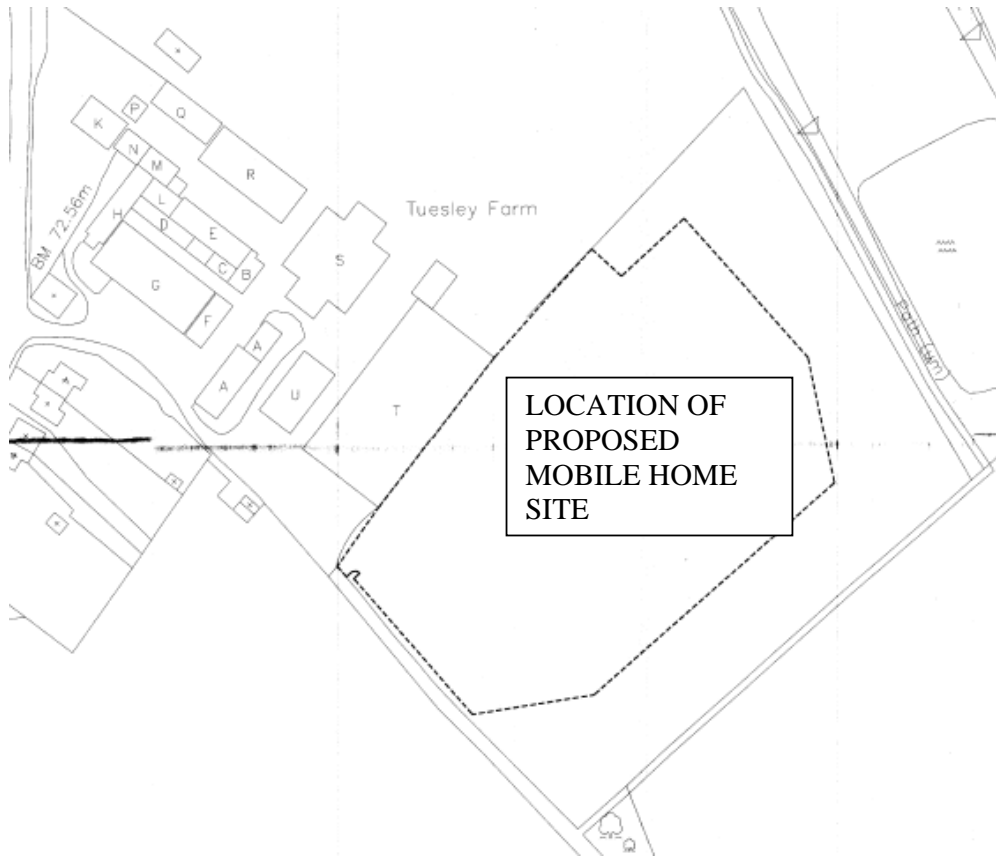 K
P
Q
N
M
R
L
H
D
E
BM 72.56m
C
B
G
F
S
Tuesley Farm
A
A
U
T
Path (um)
LOCATION OF
PROPOSED
MOBILE HOME
SITE